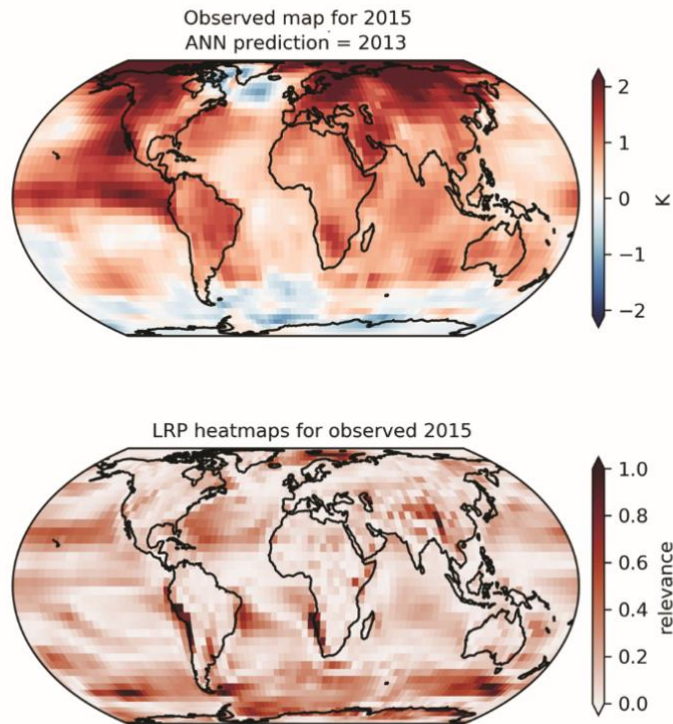 Observed map for 2015
ANN prediction = 2013
2
1
0
−1
−2
K
LRP heatmaps for observed 2015
1.0
0.8
0.6
0.4
0.2
0.0
relevance